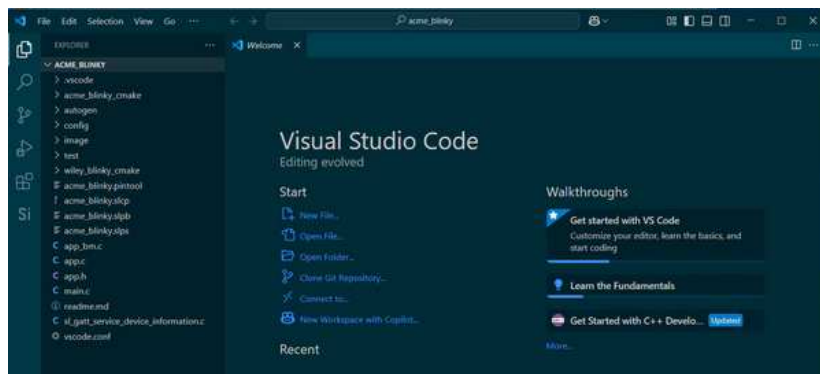 File Edit Selection View Go ... acme_blinky
EXPLORER ...
Welcome
ACME_BLINKY
.vscode
acme_blinky_cmake
autogen
config
image
test
wiley_blinky_cmake
acme_blinky.pintool
acme_blinky.slcp
acme_blinky.slpb
acme_blinky.slps
app_bm.c
app.c
app.h
main.c
readme.md
sl_gatt_service_device_information.c
vscode.conf
Si
Visual Studio Code
Editing evolved
Start
New File...
Open File...
Open Folder...
Clone Git Repository...
Connect to...
New Workspace with Copilot...
Recent
Walkthroughs
Get started with VS Code
Customize your editor, learn the basics, and
start coding
Learn the Fundamentals
Get Started with C++ Develo... Updated
More...